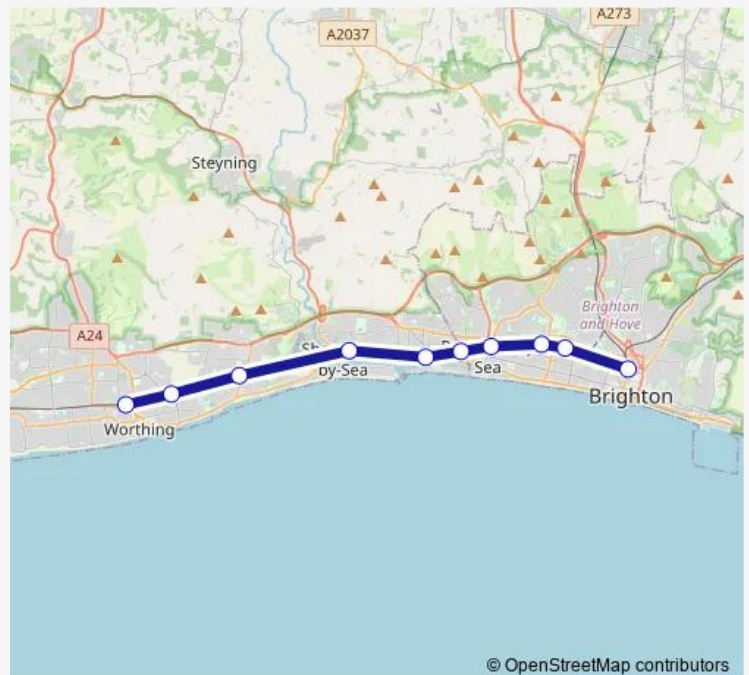 A273
A2037
Steyning
Brighton
and Hove
A24
by-Sea
Sea
Brighton
Worthing
© OpenStreetMap contributors